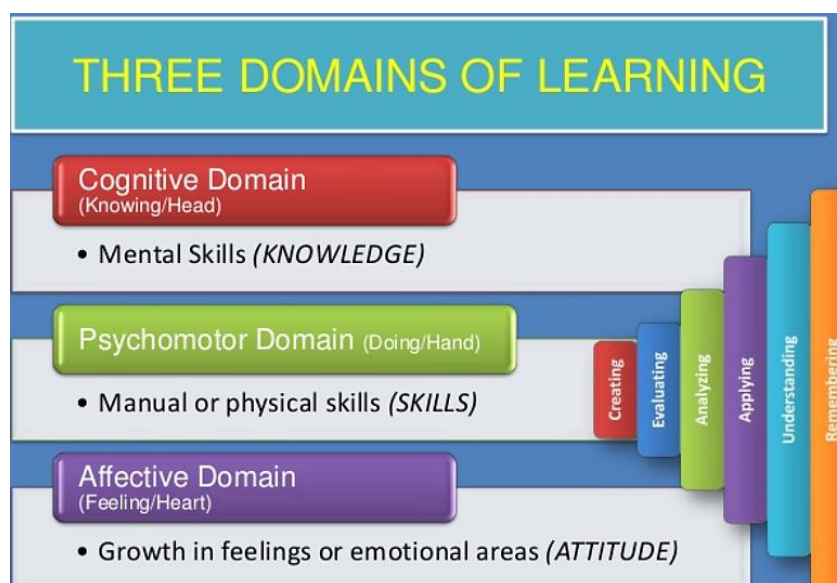 THREE DOMAINS OF LEARNING
Cognitive Domain
(Knowing/Head)
• Mental Skills (KNOWLEDGE)
Psychomotor Domain (Doing/Hand)
• Manual or physical skills (SKILLS)
Affective Domain
(Feeling/Heart)
• Growth in feelings or emotional areas (ATTITUDE)
Creating
Evaluating
Analyzing
Applying
Understanding
Remembering